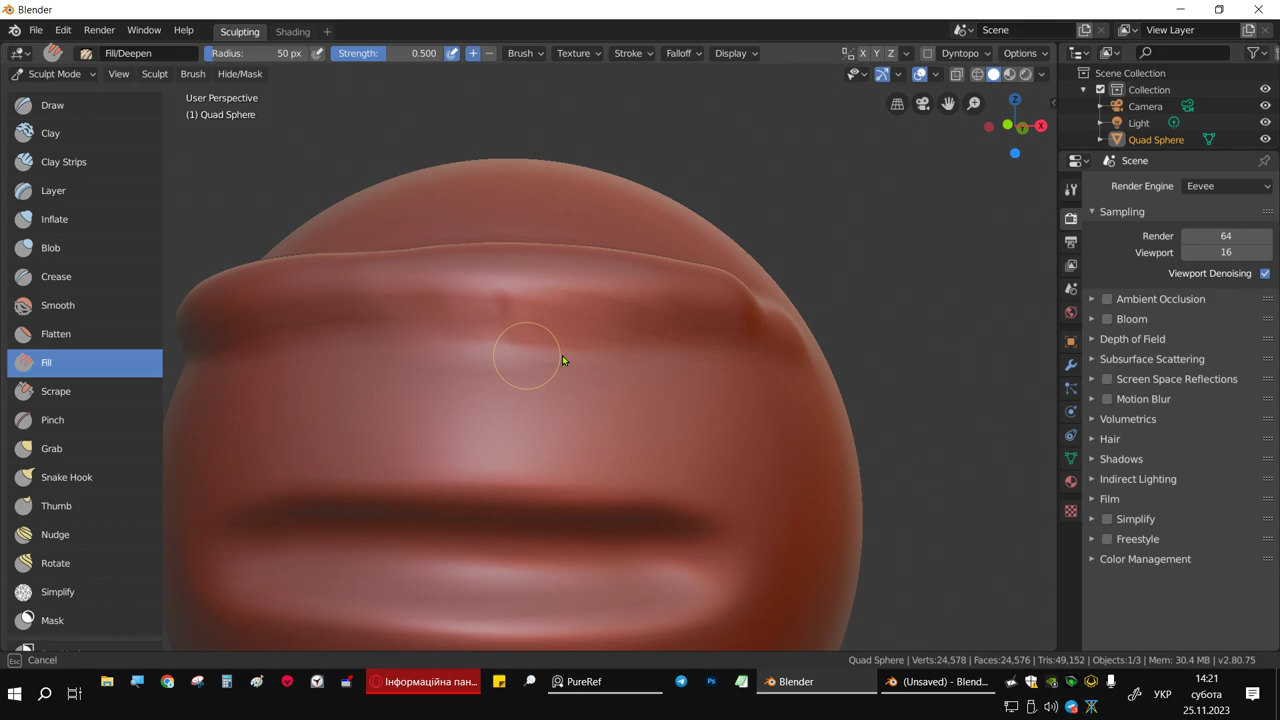 Blender
File Edit Render Window Help Sculpting Shading + Scene View Layer
Fill/Deepen Radius: 50 px Strength: 0.500 Brush Texture Stroke Falloff Display X Y Z Dyntopo Options
Sculpt Mode View Sculpt Brush Hide/Mask
User Perspective
(1) Quad Sphere
Draw
Clay
Clay Strips
Layer
Inflate
Blob
Crease
Smooth
Flatten
Fill
Scrape
Pinch
Grab
Snake Hook
Thumb
Nudge
Rotate
Simplify
Mask
Z
X
Y
Scene Collection
Collection
Camera
Light
Quad Sphere
Scene
Render Engine Eevee
Sampling
Render 64
Viewport 16
Viewport Denoising
Ambient Occlusion
Bloom
Depth of Field
Subsurface Scattering
Screen Space Reflections
Motion Blur
Volumetrics
Hair
Shadows
Indirect Lighting
Film
Simplify
Freestyle
Color Management
Esc Cancel
Quad Sphere | Verts:24,578 | Faces:24,576 | Tris:49,152 | Objects:1/3 | Mem: 30.4 MB | v2.80.75
Інформаційна пан...
PureRef
Ps
Blender
(Unsaved) - Blend...
УКР
14:21
субота
25.11.2023